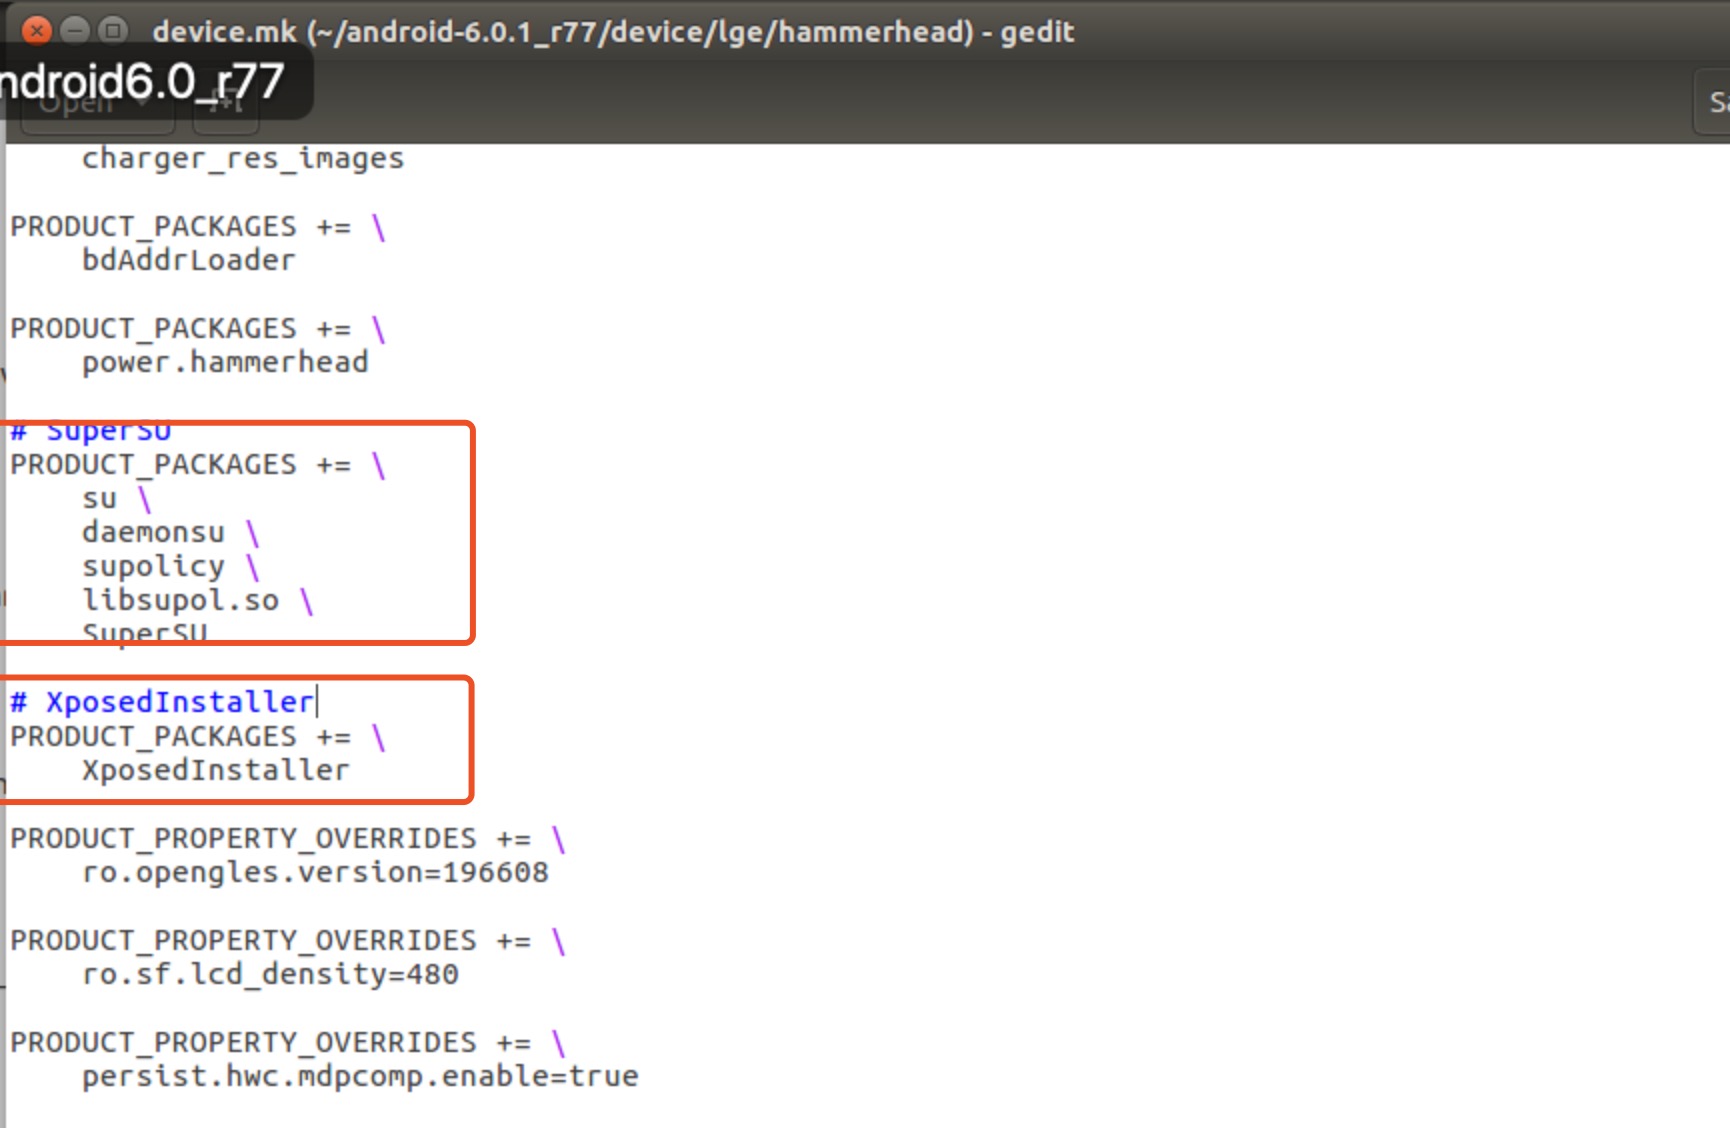 device.mk (~/android-6.0.1_r77/device/lge/hammerhead) - gedit
ndroid6.0_r77
Open
charger_res_images
PRODUCT_PACKAGES += \
bdAddrLoader
PRODUCT_PACKAGES += \
power.hammerhead
# SuperSU
PRODUCT_PACKAGES += \
su \
daemonsu \
supolicy \
libsupol.so \
SuperSU
# XposedInstaller
PRODUCT_PACKAGES += \
XposedInstaller
PRODUCT_PROPERTY_OVERRIDES += \
ro.opengles.version=196608
PRODUCT_PROPERTY_OVERRIDES += \
ro.sf.lcd_density=480
PRODUCT_PROPERTY_OVERRIDES += \
persist.hwc.mdpcomp.enable=true